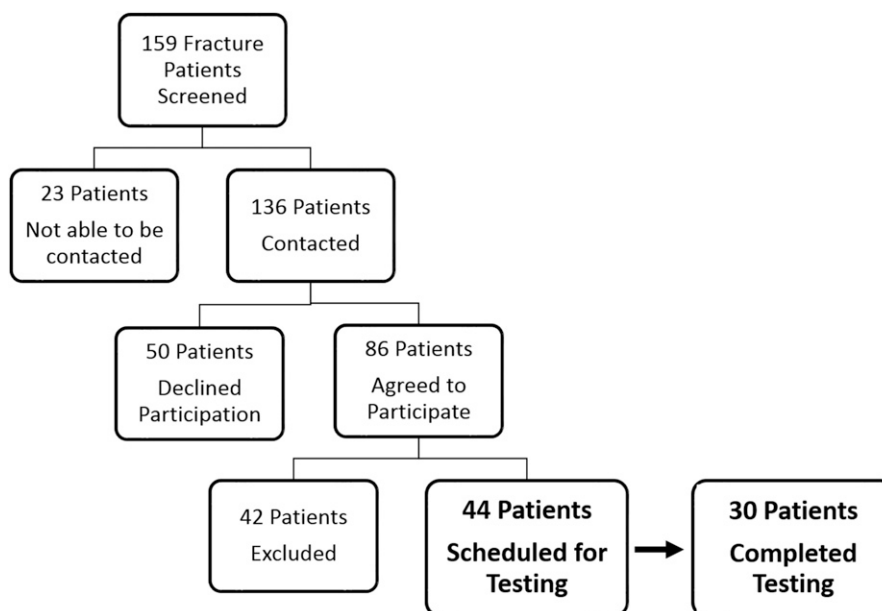 159 Fracture
Patients
Screened
23 Patients
Not able to be
contacted
136 Patients
Contacted
50 Patients
Declined
Participation
86 Patients
Agreed to
Participate
42 Patients
Excluded
44 Patients
Scheduled for
Testing
30 Patients
Completed
Testing